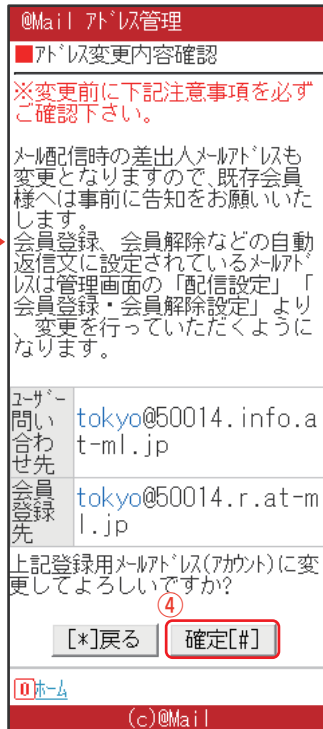 @Mail ｱﾄﾞﾚｽ管理
■ｱﾄﾞﾚｽ変更内容確認
※変更前に下記注意事項を必ず
ご確認下さい。
ﾒｰﾙ配信時の差出人ﾒｰﾙｱﾄﾞﾚｽも
変更となりますので､既存会員
様へは事前に告知をお願いいた
します。
会員登録、会員解除などの自動
返信文に設定されているﾒｰﾙｱﾄﾞ
ﾚｽは管理画面の「配信設定」「
会員登録・会員解除設定」より
、変更を行っていただくように
なります。
ﾕｰｻﾞｰ
問い
合わ
せ先
tokyo@50014.info.a
t-ml.jp
会員
登録
先
tokyo@50014.r.at-m
l.jp
上記登録用ﾒｰﾙｱﾄﾞﾚｽ(ｱｶｳﾝﾄ)に変
更してよろしいですか?
④
[*]戻る 確定[#]
0ﾎｰﾑ
(c)@Mail